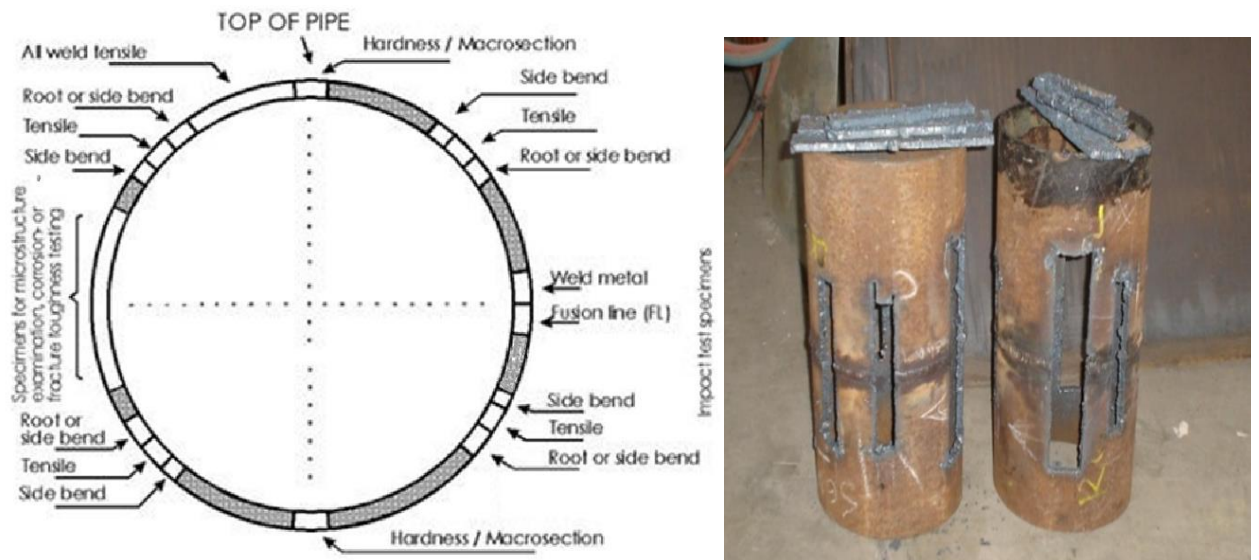 TOP OF PIPE
Hardness / Macrosection
All weld tensile
Root or side bend
Tensile
Side bend
Side bend
Tensile
Root or side bend
Specimens for microstructure
examination, corrosion- or
fracture toughness testing
Weld metal
Fusion line (FL)
Impact test specimens
Root or
side bend
Tensile
Side bend
Side bend
Tensile
Root or side bend
Hardness / Macrosection